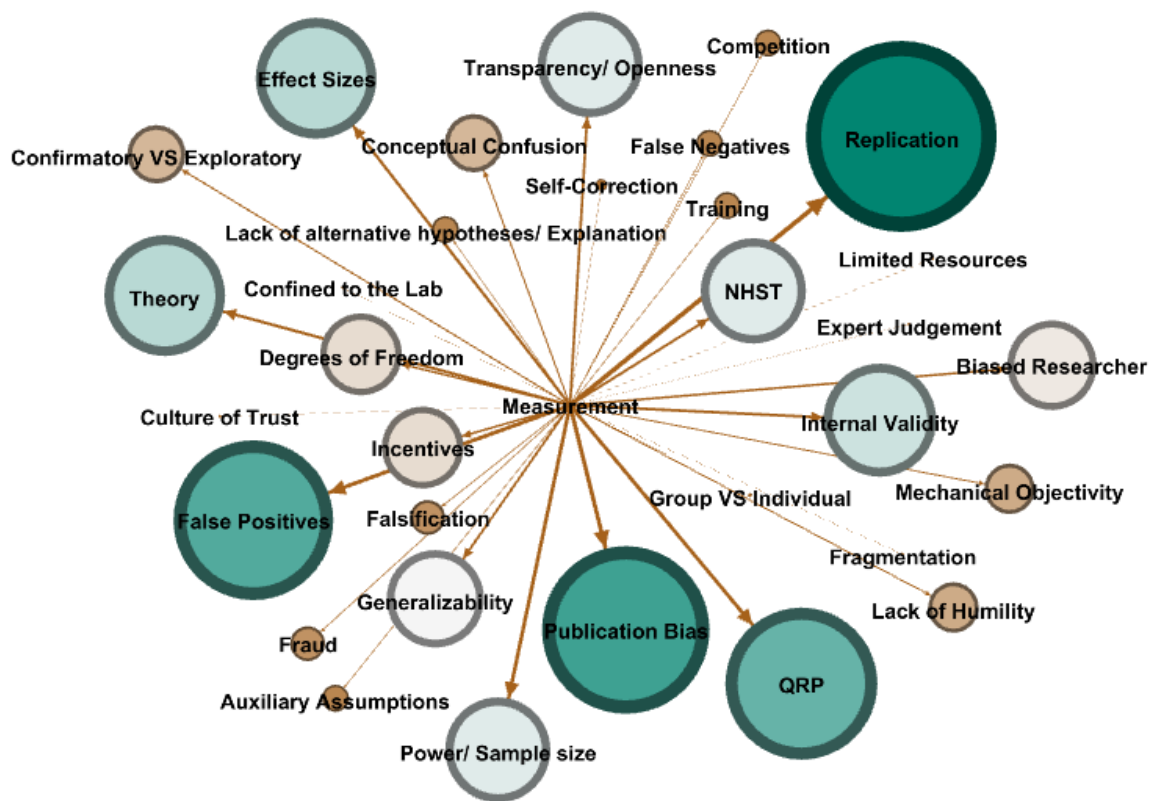 Competition
Transparency/ Openness
Effect Sizes
Replication
Conceptual Confusion
False Negatives
Confirmatory VS Exploratory
Self-Correction
Training
Lack of alternative hypotheses/ Explanation
Limited Resources
Confined to the Lab
NHST
Theory
Expert Judgement
Degrees of Freedom
Biased Researcher
Measurement
Culture of Trust
Internal Validity
Incentives
Mechanical Objectivity
Group VS Individual
False Positives
Falsification
Fragmentation
Generalizability
Lack of Humility
Publication Bias
Fraud
QRP
Auxiliary Assumptions
Power/ Sample size